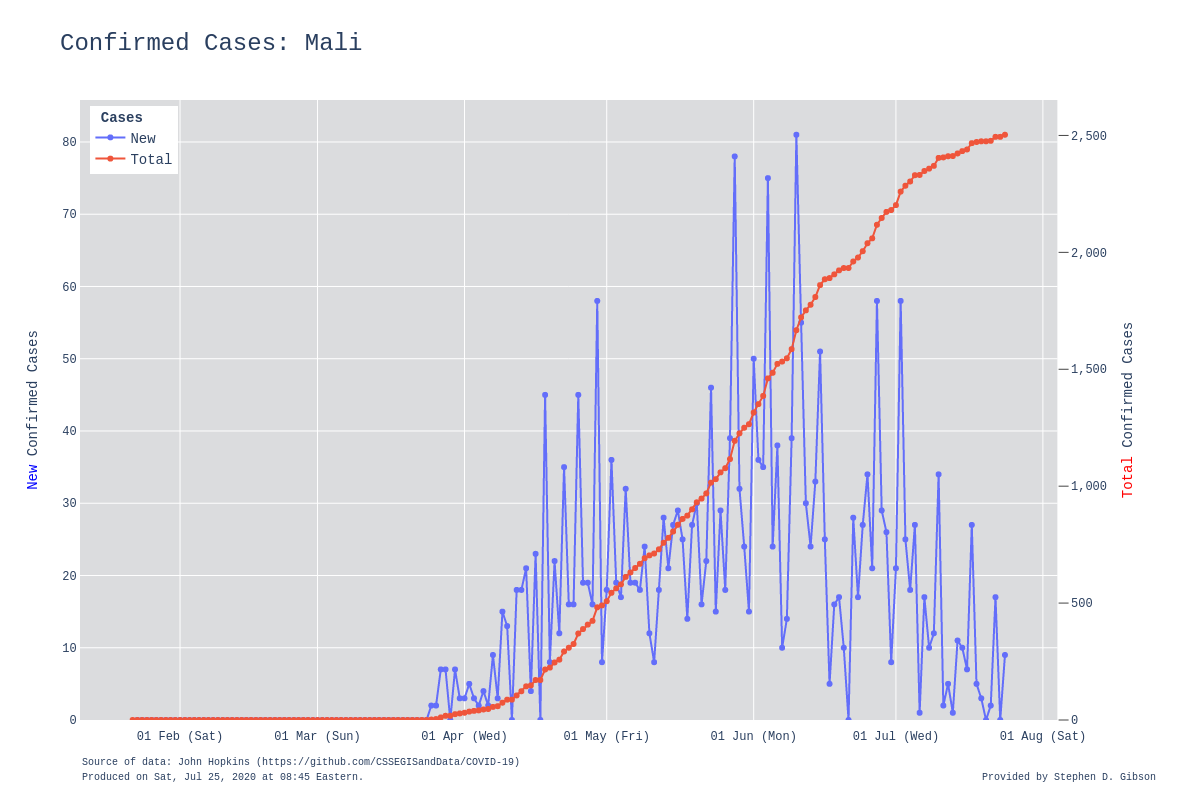 Confirmed Cases: Mali
Cases
New
Total
80
70
60
50
40
30
20
10
0
New Confirmed Cases
2,500
2,000
1,500
1,000
500
0
Total Confirmed Cases
01 Feb (Sat)
01 Mar (Sun)
01 Apr (Wed)
01 May (Fri)
01 Jun (Mon)
01 Jul (Wed)
01 Aug (Sat)
Source of data: John Hopkins (https://github.com/CSSEGISandData/COVID-19)
Produced on Sat, Jul 25, 2020 at 08:45 Eastern.
Provided by Stephen D. Gibson